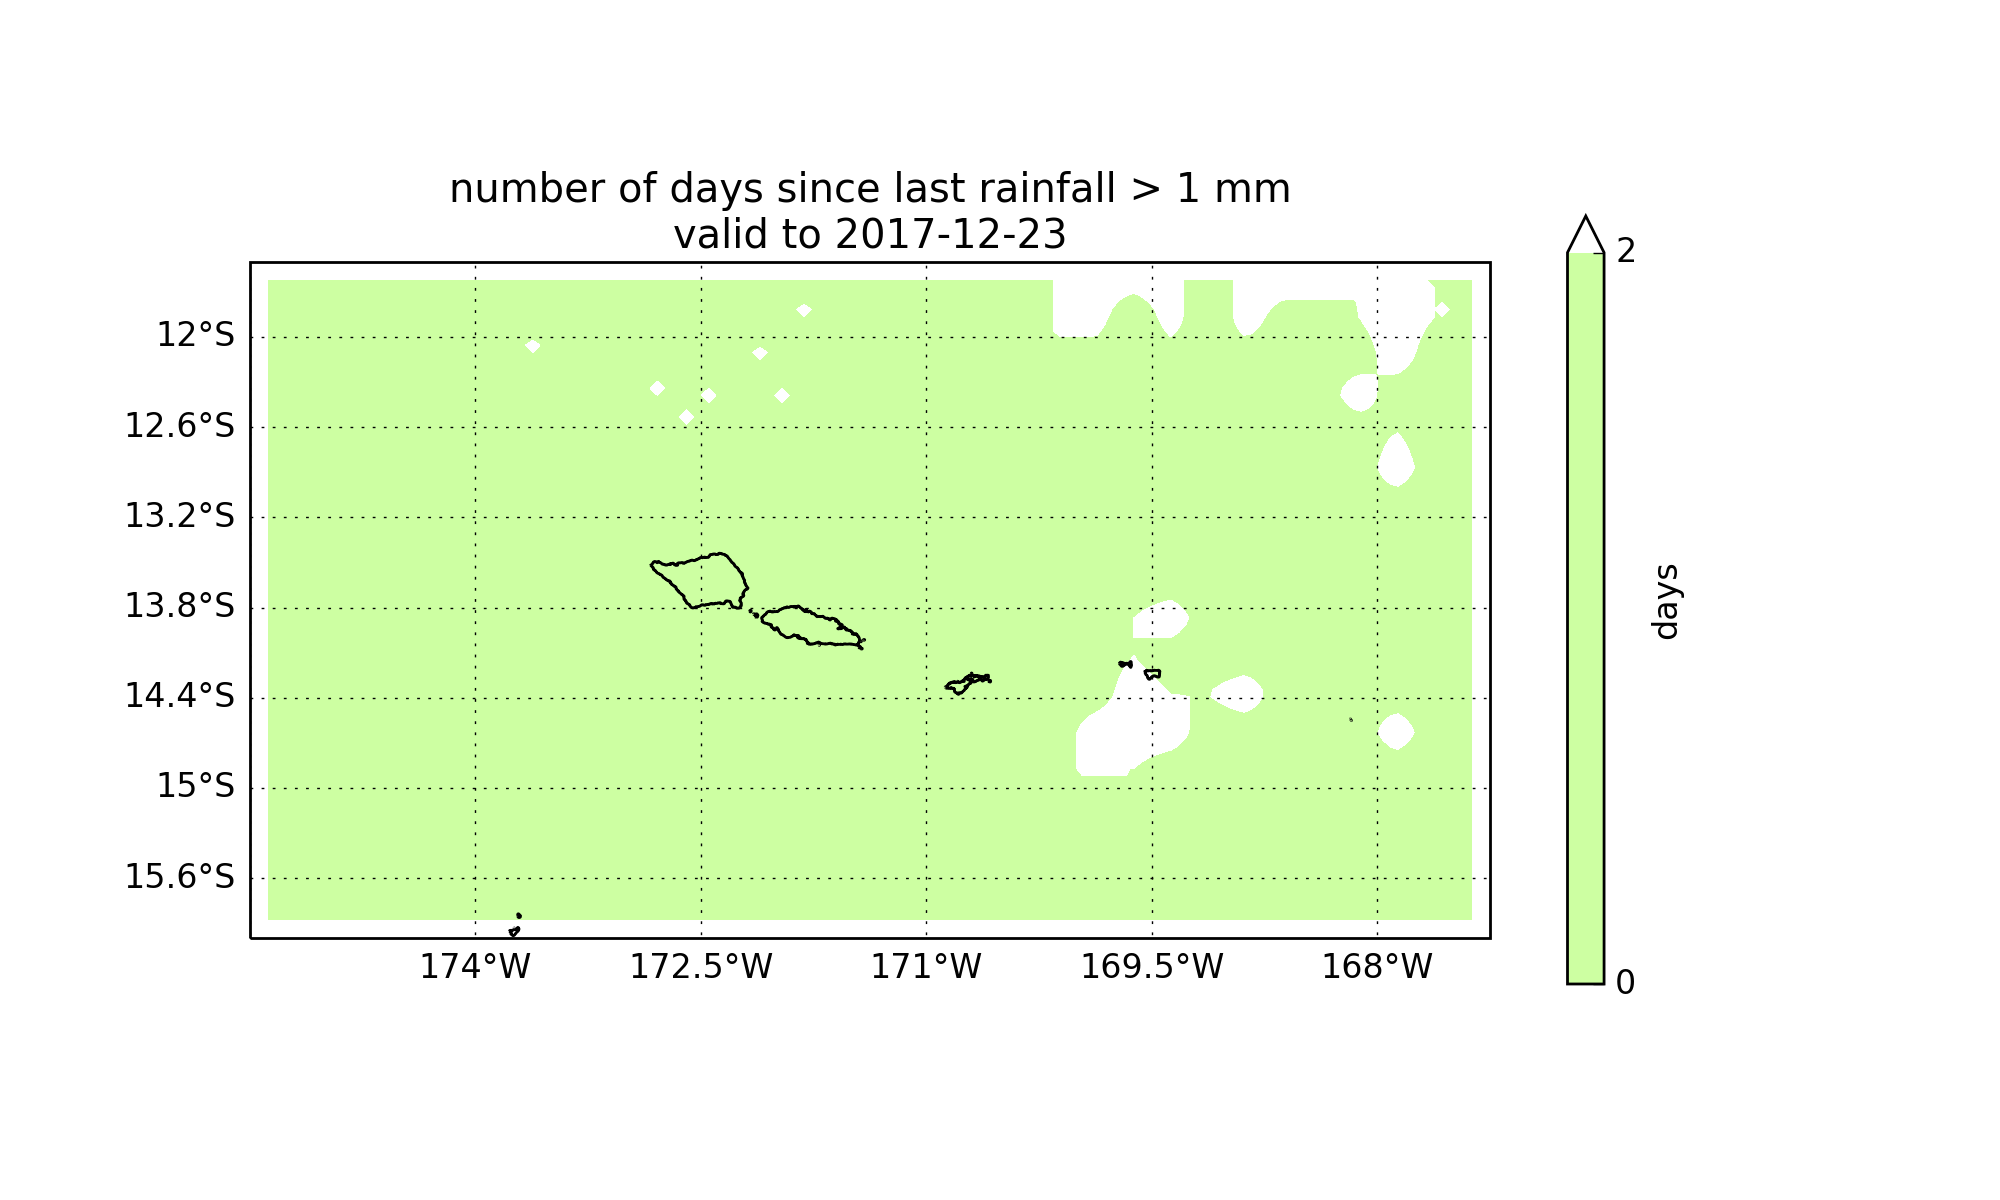 number of days since last rainfall > 1 mm
valid to 2017-12-23
2
12°S
12.6°S
13.2°S
13.8°S
14.4°S
15°S
15.6°S
days
174°W 172.5°W 171°W 169.5°W 168°W
0